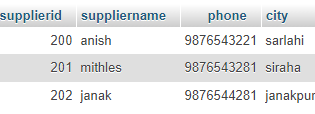 supplierid suppliername phone city
200 anish 9876543221 sarlahi
201 mithles 9876543281 siraha
202 janak 9876544281 janakpur